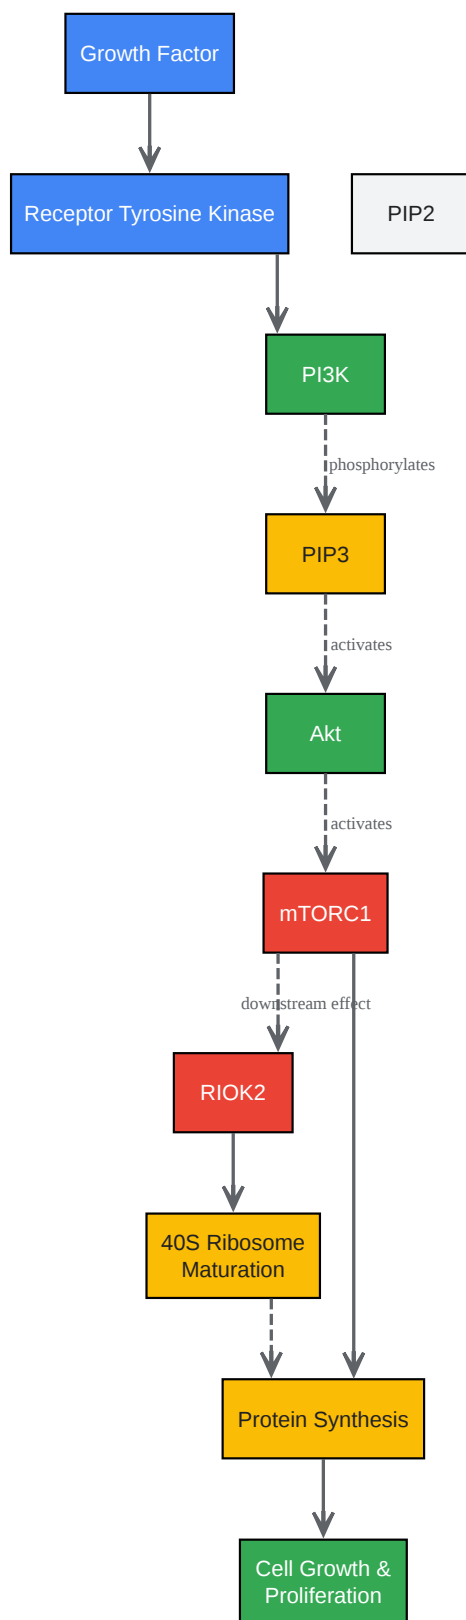 Growth Factor
Receptor Tyrosine Kinase
PIP2
PI3K
phosphorylates
PIP3
activates
Akt
activates
mTORC1
downstream effect
RIOK2
40S Ribosome
Maturation
Protein Synthesis
Cell Growth &
Proliferation